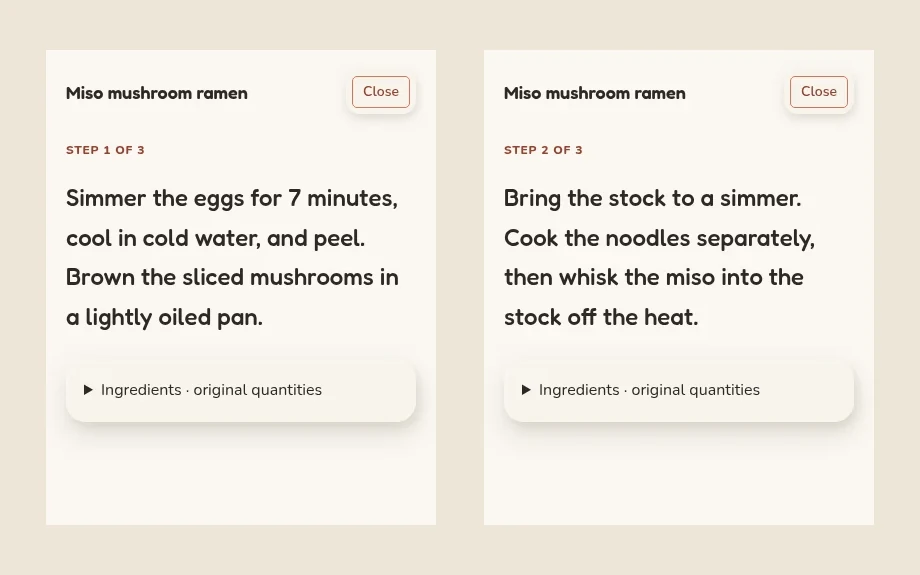 Miso mushroom ramen
Close
STEP 1 OF 3
Simmer the eggs for 7 minutes,
cool in cold water, and peel.
Brown the sliced mushrooms in
a lightly oiled pan.
Ingredients · original quantities
Miso mushroom ramen
Close
STEP 2 OF 3
Bring the stock to a simmer.
Cook the noodles separately,
then whisk the miso into the
stock off the heat.
Ingredients · original quantities